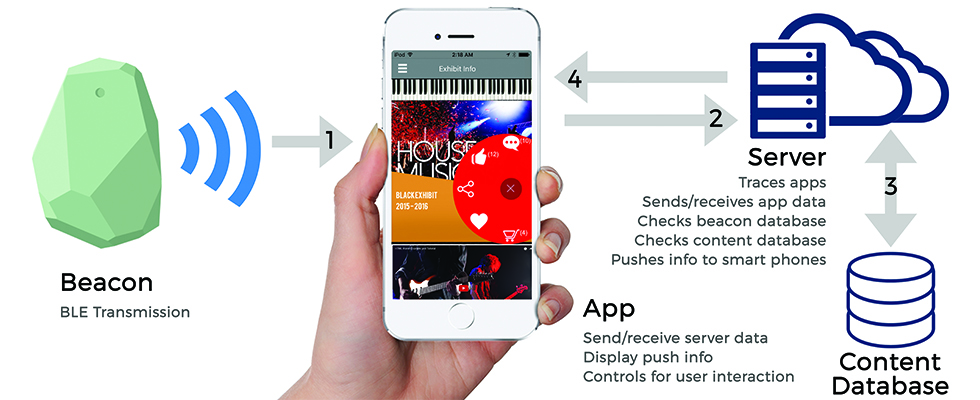 Beacon
BLE Transmission
1
iPod
2:18 AM
Exhibit Info
HOUSE
MUSIC
BLACK EXHIBIT
2015-2016
(10)
(12)
(4)
App
Send/receive server data
Display push info
Controls for user interaction
4
2
Server
Traces apps
Sends/receives app data
Checks beacon database
Checks content database
Pushes info to smart phones
3
Content
Database